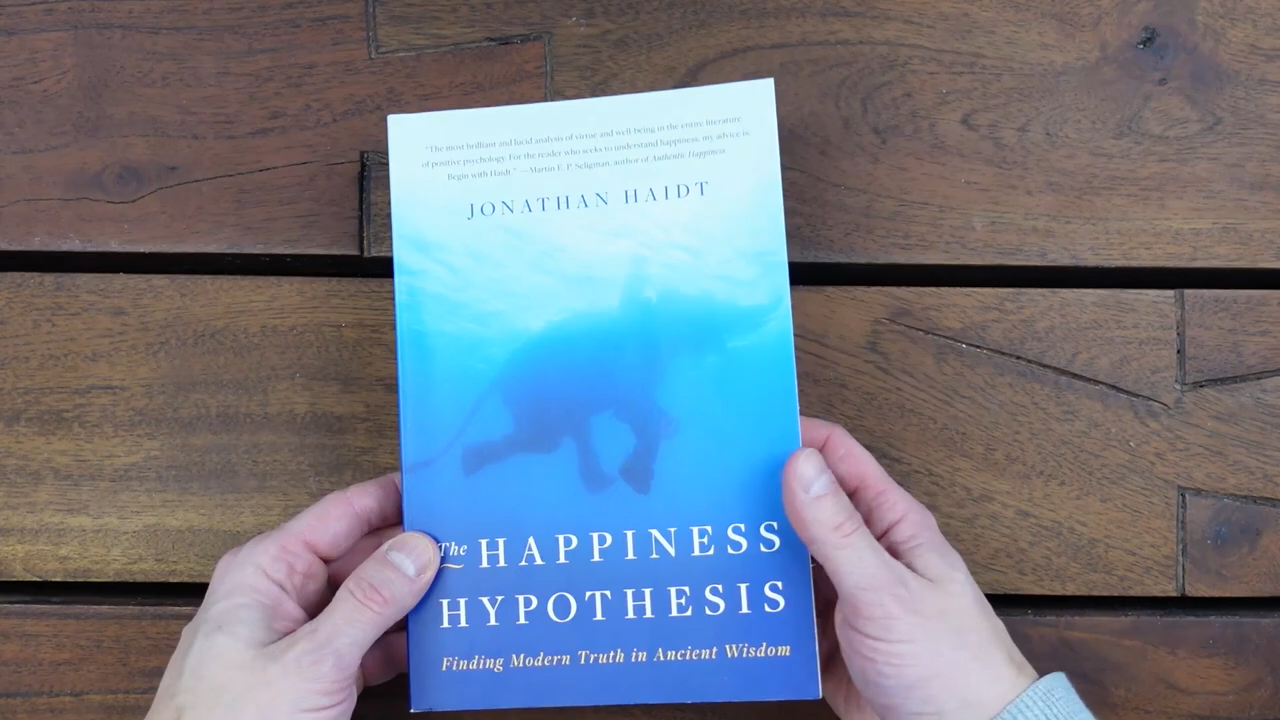 "The most brilliant and lucid analysis of virtue and well-being in the entire literature
of positive psychology. For the reader who seeks to understand happiness, my advice is:
Begin with Haidt." —Martin E. P. Seligman, author of Authentic Happiness
JONATHAN HAIDT
The HAPPINESS
HYPOTHESIS
Finding Modern Truth in Ancient Wisdom